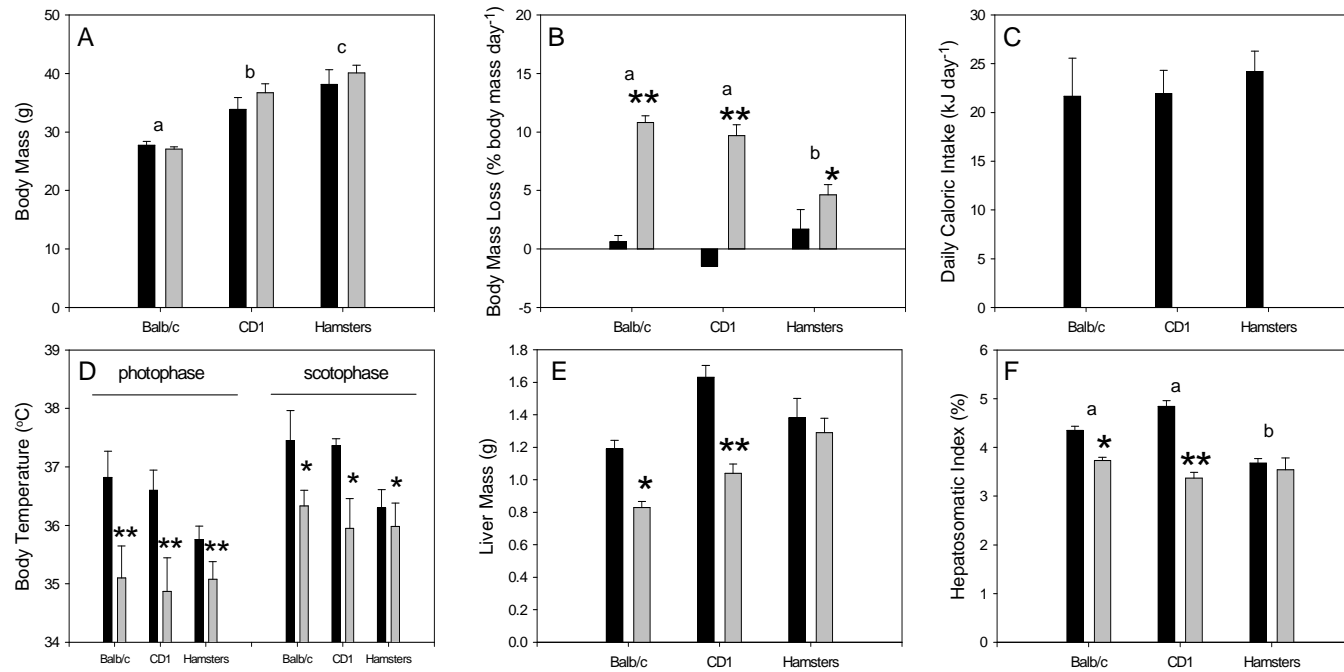 A
Body Mass (g)
50
40
30
20
10
0
a
b
c
Balb/c CD1 Hamsters
B
Body Mass Loss (% body mass day-1)
20
15
10
5
0
-5
a
**
a
**
b
*
Balb/c CD1 Hamsters
C
Daily Caloric Intake (kJ day-1)
30
25
20
15
10
5
0
Balb/c CD1 Hamsters
D
Body Temperature (ºC)
39
38
37
36
35
34
photophase scotophase
** ** ** * * *
Balb/c CD1 Hamsters Balb/c CD1 Hamsters
E
Liver Mass (g)
1.8
1.6
1.4
1.2
1.0
0.8
0.6
0.4
0.2
0.0
*
**
Balb/c CD1 Hamsters
F
Hepatosomatic Index (%)
6
5
4
3
2
1
0
a
*
a
**
b
Balb/c CD1 Hamsters